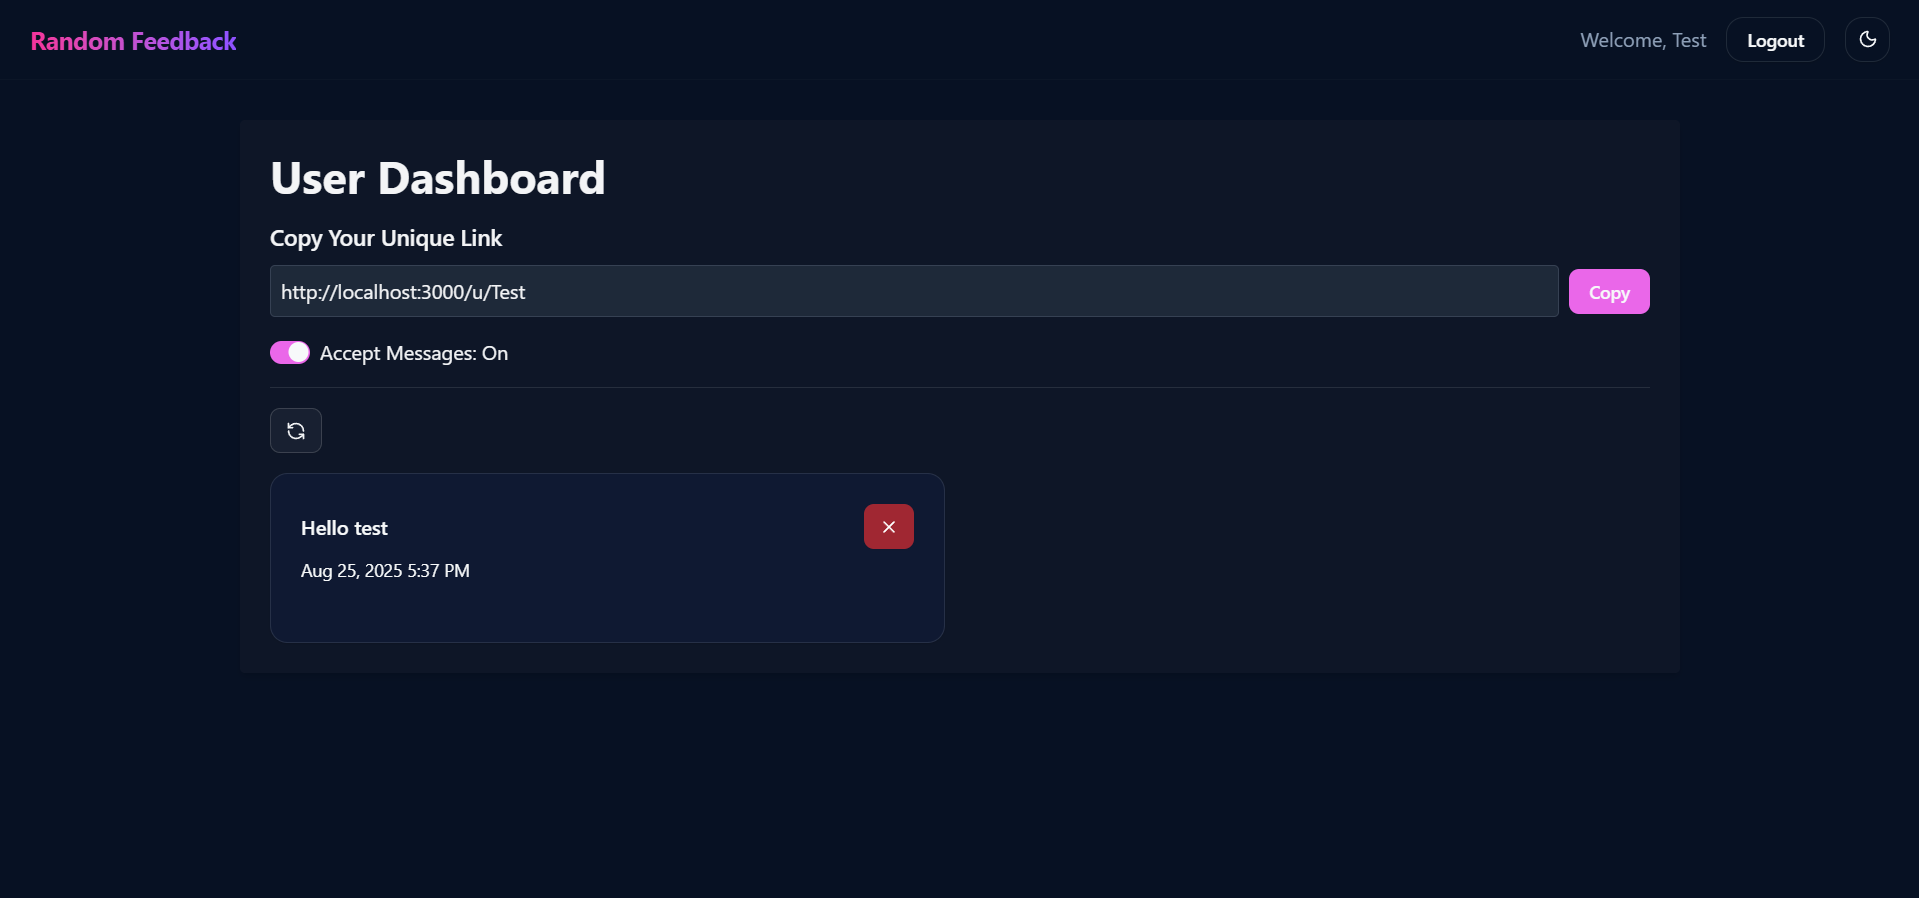 Random Feedback
Welcome, Test
Logout
User Dashboard
Copy Your Unique Link
http://localhost:3000/u/Test
Copy
Accept Messages: On
Hello test
Aug 25, 2025 5:37 PM